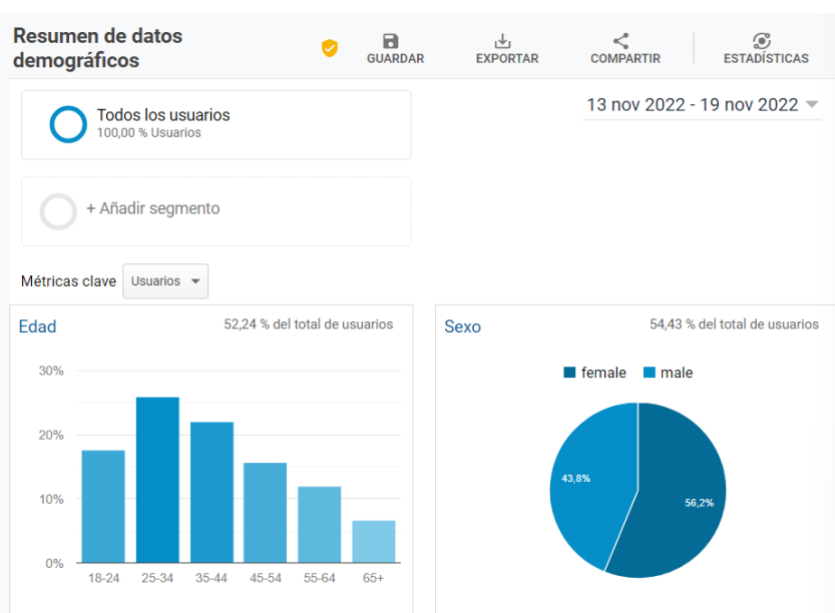 Resumen de datos
demográficos
GUARDAR
EXPORTAR
COMPARTIR
ESTADÍSTICAS
Todos los usuarios
100,00 % Usuarios
13 nov 2022 - 19 nov 2022
+ Añadir segmento
Métricas clave
Usuarios
Edad
52,24 % del total de usuarios
30%
20%
10%
0%
18-24
25-34
35-44
45-54
55-64
65+
Sexo
54,43 % del total de usuarios
female
male
43,8%
56,2%